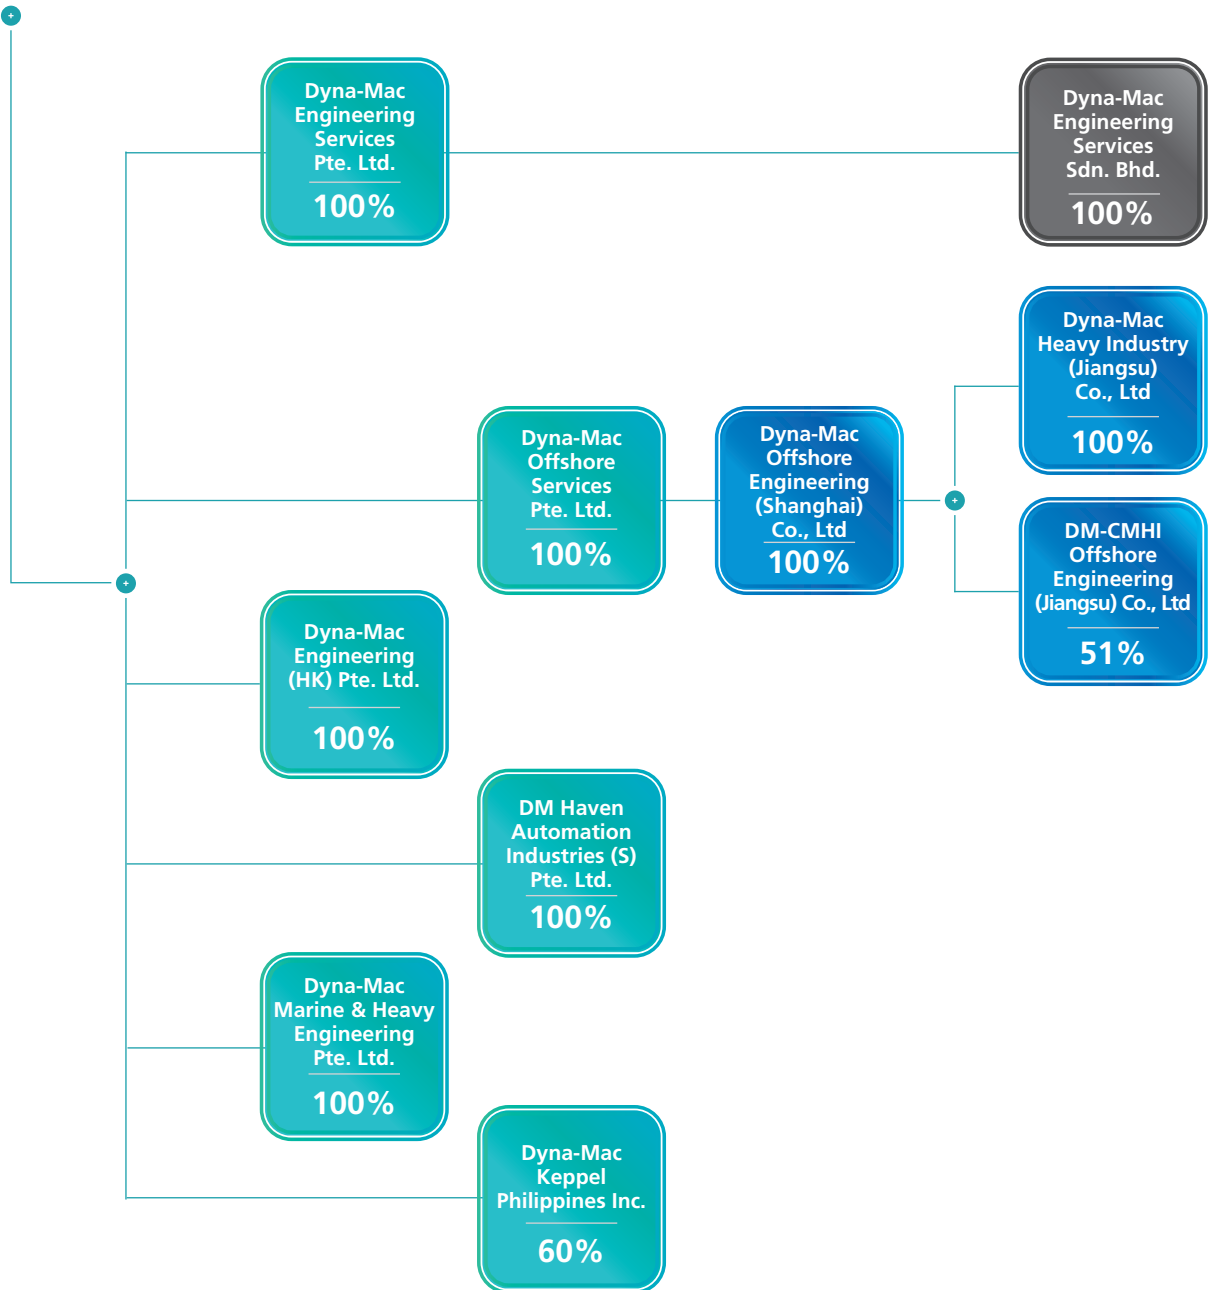 Dyna-Mac
Engineering
Services
Pte. Ltd.
100%
Dyna-Mac
Engineering
Services
Sdn. Bhd.
100%
Dyna-Mac
Heavy Industry
(Jiangsu)
Co., Ltd
100%
Dyna-Mac
Offshore
Services
Pte. Ltd.
100%
Dyna-Mac
Offshore
Engineering
(Shanghai)
Co., Ltd
100%
DM-CMHI
Offshore
Engineering
(Jiangsu) Co., Ltd
51%
Dyna-Mac
Engineering
(HK) Pte. Ltd.
100%
DM Haven
Automation
Industries (S)
Pte. Ltd.
100%
Dyna-Mac
Marine & Heavy
Engineering
Pte. Ltd.
100%
Dyna-Mac
Keppel
Philippines Inc.
60%